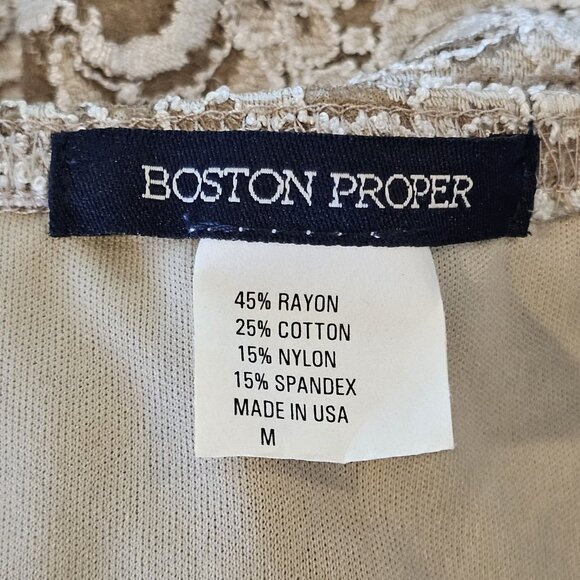 BOSTON PROPER
45% RAYON
25% COTTON
15% NYLON
15% SPANDEX
MADE IN USA
M